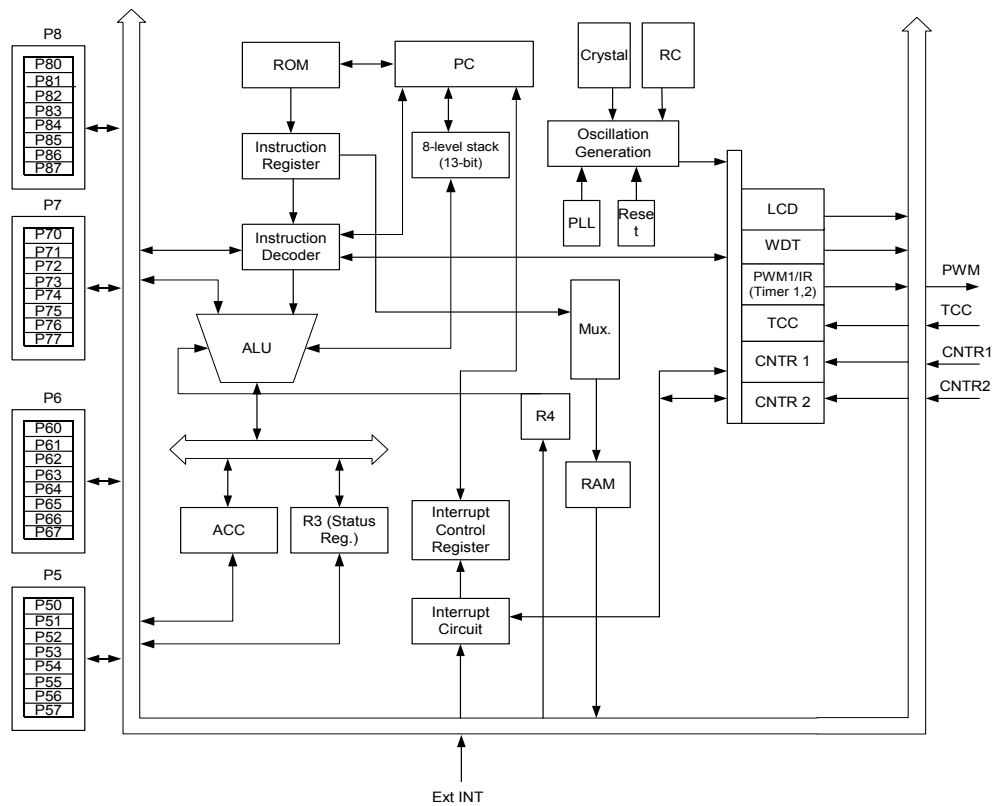 P8
P80
P81
P82
P83
P84
P85
P86
P87
P7
P70
P71
P72
P73
P74
P75
P76
P77
P6
P60
P61
P62
P63
P64
P65
P66
P67
P5
P50
P51
P52
P53
P54
P55
P56
P57
ROM
PC
Instruction
Register
8-level stack
(13-bit)
Instruction
Decoder
ALU
ACC
R3 (Status
Reg.)
Interrupt
Control
Register
Interrupt
Circuit
R4
Mux.
RAM
Crystal
RC
Oscillation
Generation
PLL
Rese
t
LCD
WDT
PWM1/IR
(Timer 1,2)
TCC
CNTR 1
CNTR 2
PWM
TCC
CNTR1
CNTR2
Ext INT